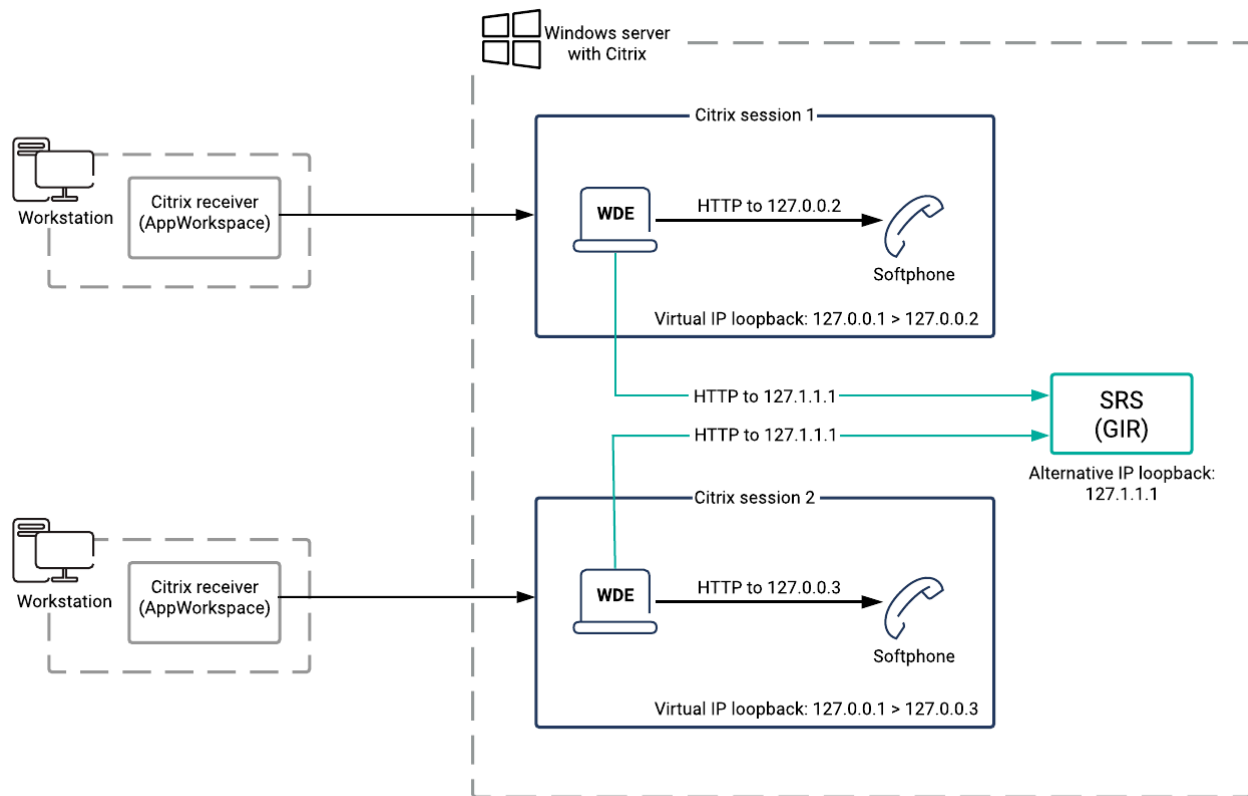 Windows server
with Citrix
Citrix session 1
Workstation
Citrix receiver
(AppWorkspace)
WDE
HTTP to 127.0.0.2
Softphone
Virtual IP loopback: 127.0.0.1 > 127.0.0.2
HTTP to 127.1.1.1
HTTP to 127.1.1.1
SRS
(GIR)
Alternative IP loopback:
127.1.1.1
Citrix session 2
Workstation
Citrix receiver
(AppWorkspace)
WDE
HTTP to 127.0.0.3
Softphone
Virtual IP loopback: 127.0.0.1 > 127.0.0.3